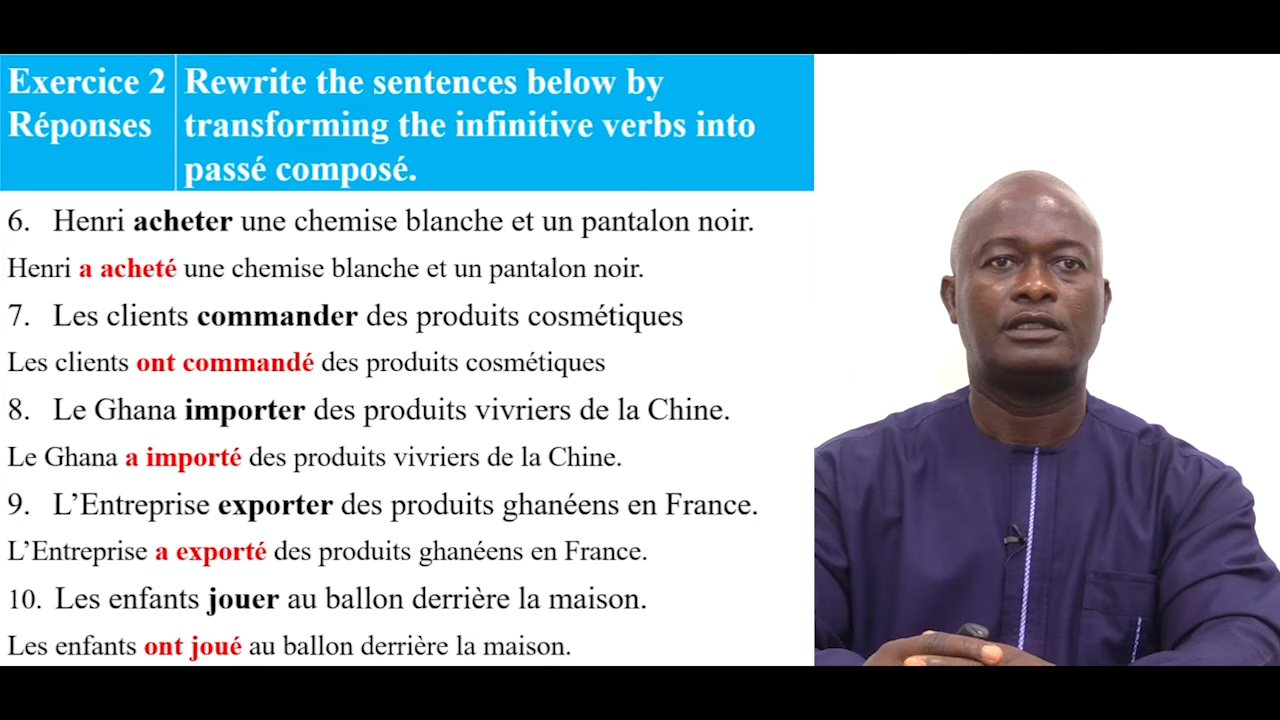 Exercice 2
Réponses
Rewrite the sentences below by
transforming the infinitive verbs into
passé composé.
6. Henri acheter une chemise blanche et un pantalon noir.
Henri a acheté une chemise blanche et un pantalon noir.
7. Les clients commander des produits cosmétiques
Les clients ont commandé des produits cosmétiques
8. Le Ghana importer des produits vivriers de la Chine.
Le Ghana a importé des produits vivriers de la Chine.
9. L’Entreprise exporter des produits ghanéens en France.
L’Entreprise a exporté des produits ghanéens en France.
10. Les enfants jouer au ballon derrière la maison.
Les enfants ont joué au ballon derrière la maison.